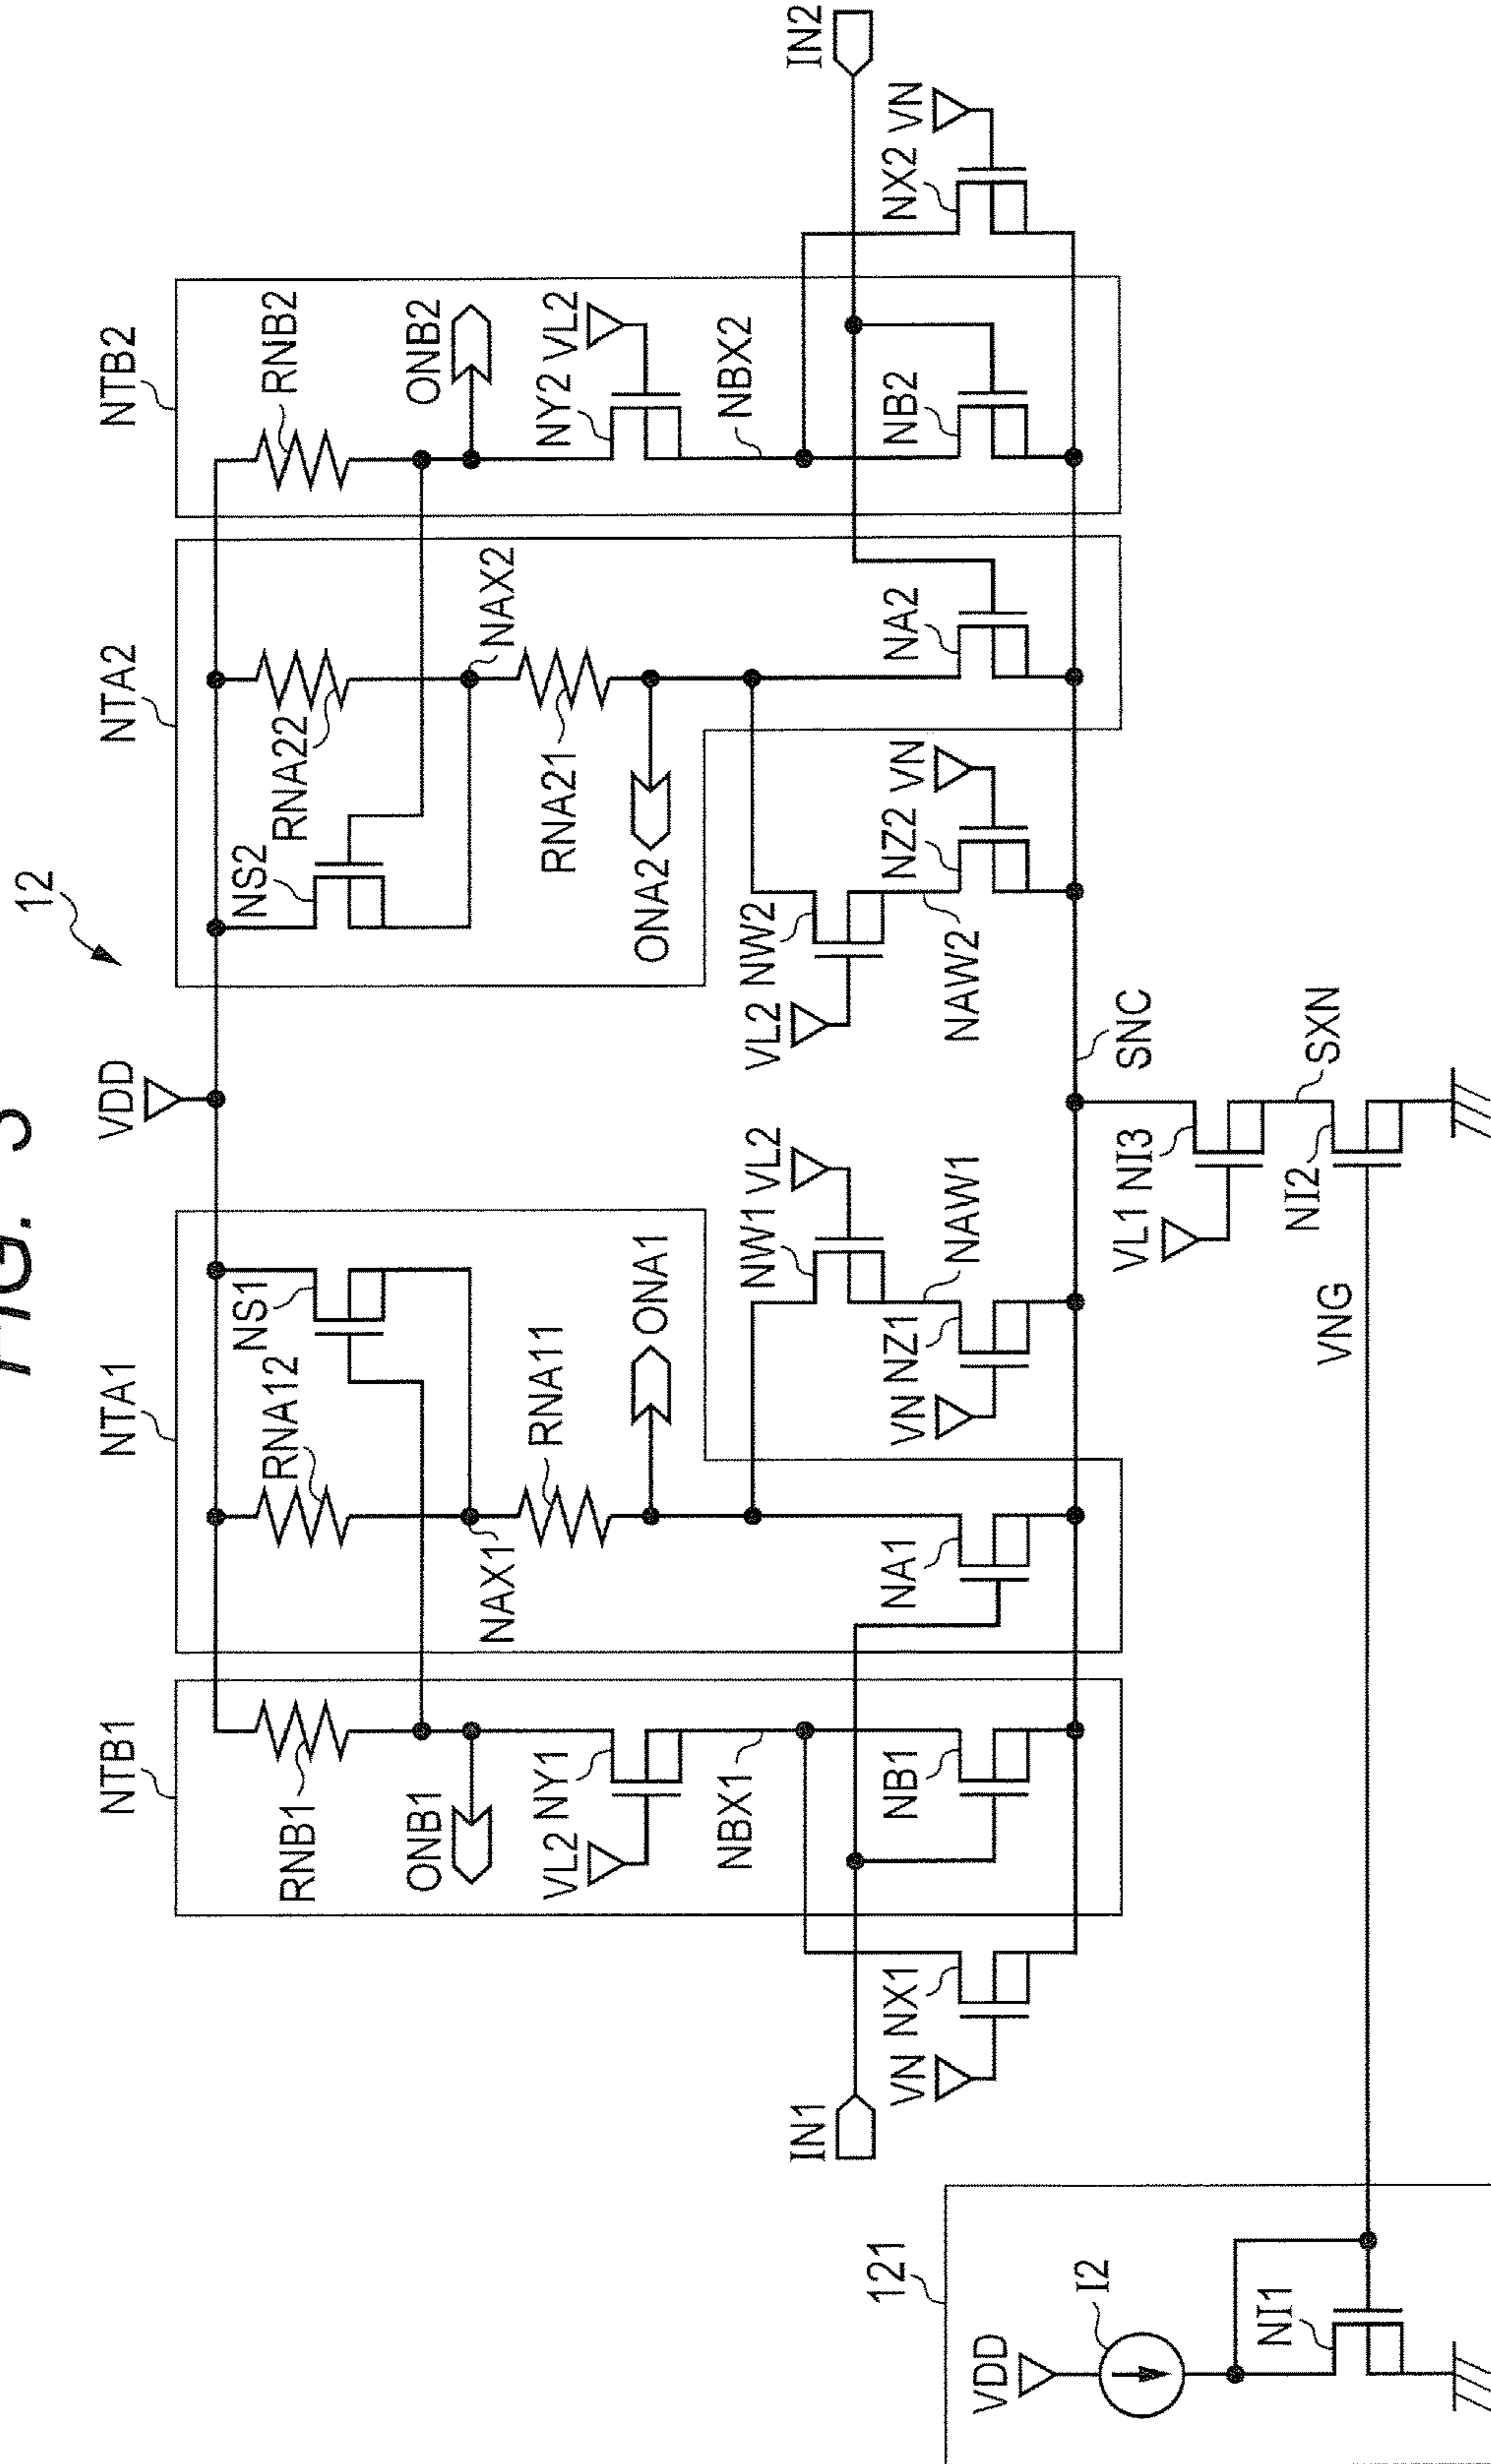 FIG. 3
12
VDD
NTB1
NTA1
NTA2
NTB2
RNB1
RNA12
NS1
NS2
RNA22
RNB2
ONB1
NAX1
RNA11
NAX2
ONB2
VL2
NY1
ONA1
ONA2
RNA21
NY2
VL2
NBX1
NW1
VL2
VL2
NW2
NBX2
IN1
IN2
VN
NX1
NB1
NA1
VN
NZ1
NAW1
NAW2
NZ2
VN
NA2
NB2
NX2
VN
SNC
VL1
NI3
SXN
NI2
VNG
121
VDD
I2
NI1